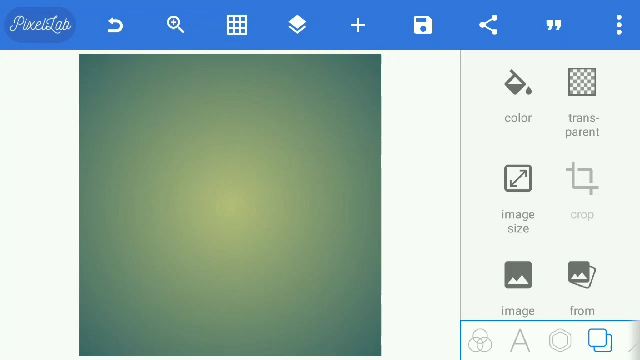 PixelLab
color
trans-
parent
image
size
crop
image
from